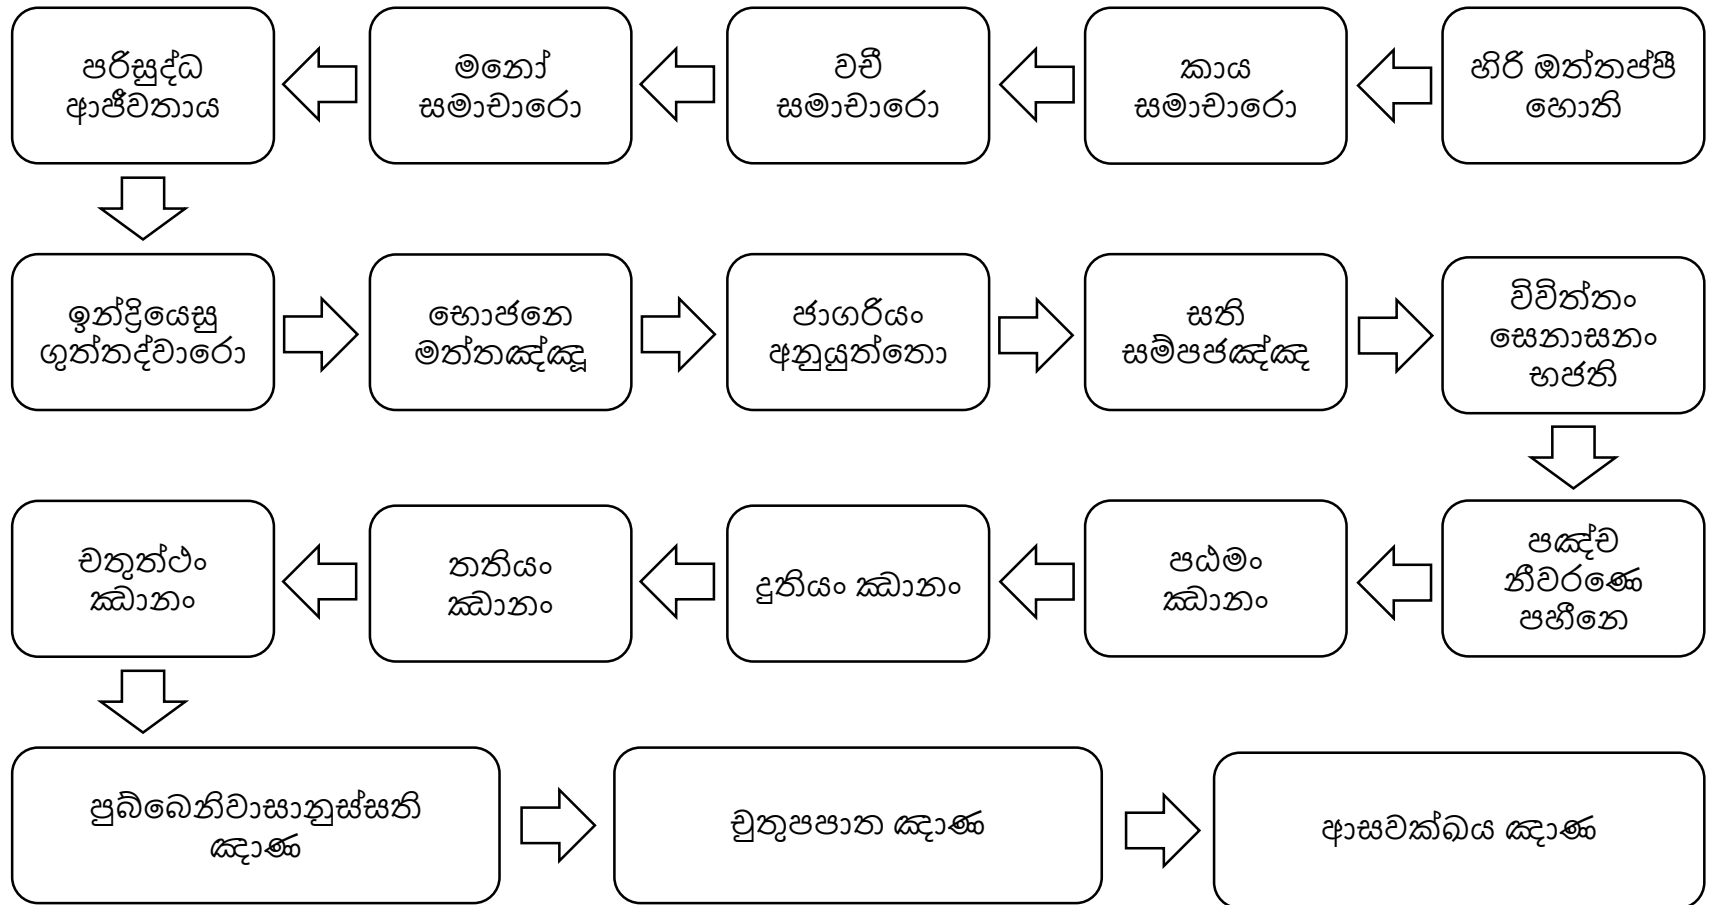 පරිසුද්ධ
ආජීවතාය
මනෝ
සමාචාරො
වචී
සමාචාරො
කාය
සමාචාරො
හිරි ඔත්තප්පී
හොති
ඉන්ද්‍රියෙසු
ගුත්තද්වාරො
භොජනෙ
මත්තඤ්ඤූ
ජාගරියං
අනුයුත්තො
සති
සම්පජඤ්ඤ
විවිත්තං
සෙනාසනං
භජති
චතුත්ථං
ඣානං
තතියං
ඣානං
දුතියං ඣානං
පඨමං
ඣානං
පඤ්ච
නීවරණෙ
පහීනෙ
පුබ්බෙනිවාසානුස්සති
ඤාණ
චුතුපපාත ඤාණ
ආසවක්ඛය ඤාණ